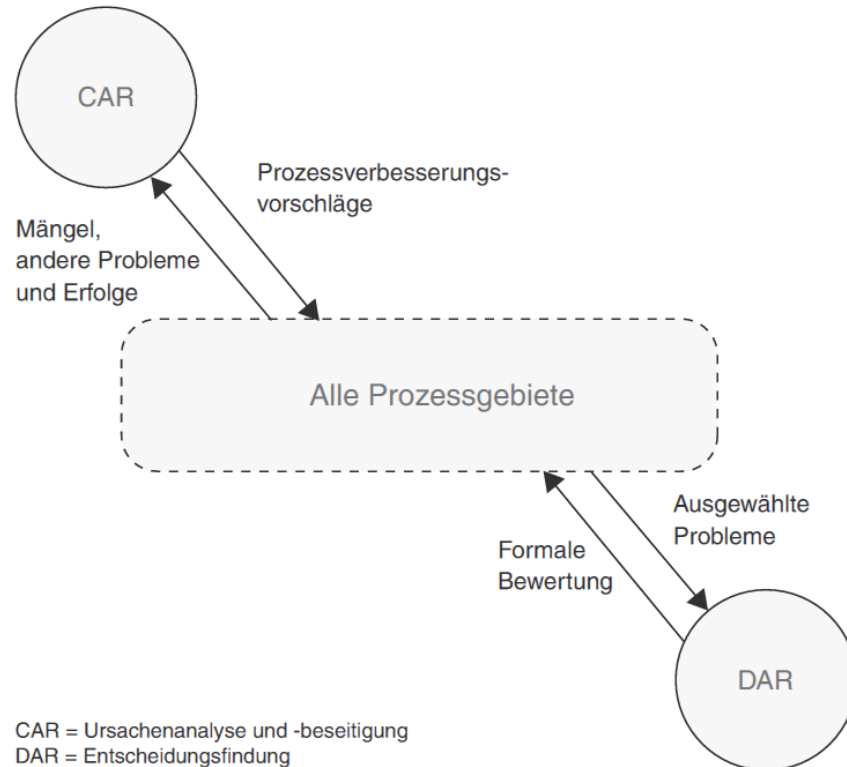 CAR
Prozessverbesserungs-
vorschläge
Mängel,
andere Probleme
und Erfolge
Alle Prozessgebiete
Ausgewählte
Probleme
Formale
Bewertung
DAR
CAR = Ursachenanalyse und -beseitigung
DAR = Entscheidungsfindung